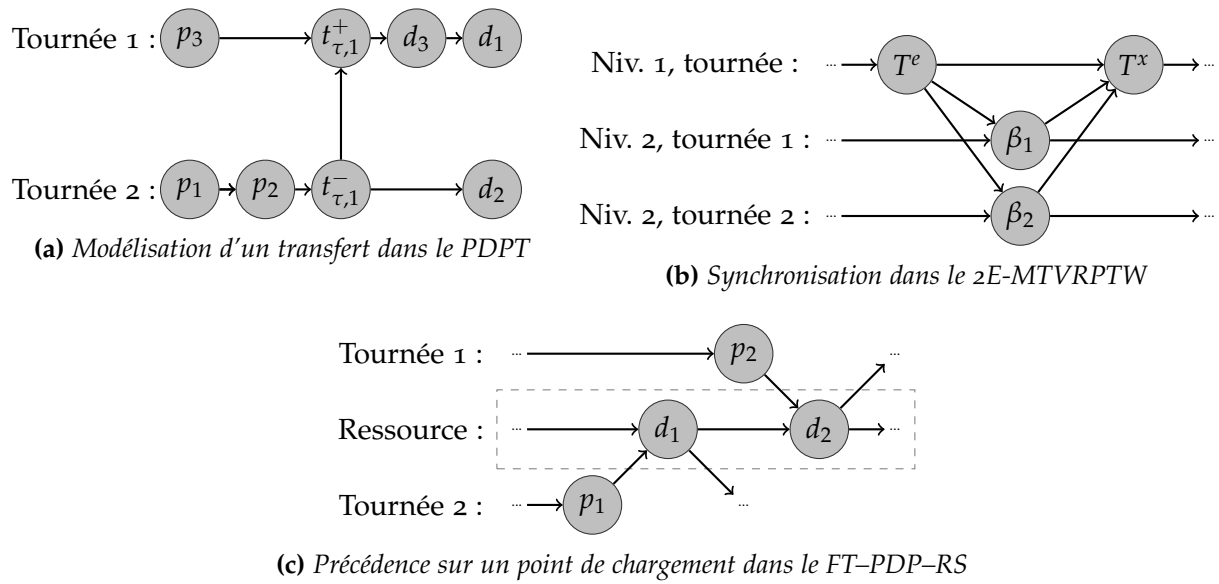 Tournée 1 : p₃ t⁺τ,₁ d₃ d₁
Tournée 2 : p₁ p₂ t⁻τ,₁ d₂
(a) Modélisation d'un transfert dans le PDPT
Niv. 1, tournée : ... Tᵉ Tˣ ...
Niv. 2, tournée 1 : ... β₁ ...
Niv. 2, tournée 2 : ... β₂ ...
(b) Synchronisation dans le 2E-MTVRPTW
Tournée 1 : ... p₂ ...
Ressource : ... d₁ d₂ ...
Tournée 2 : ... p₁ ...
(c) Précédence sur un point de chargement dans le FT–PDP–RS